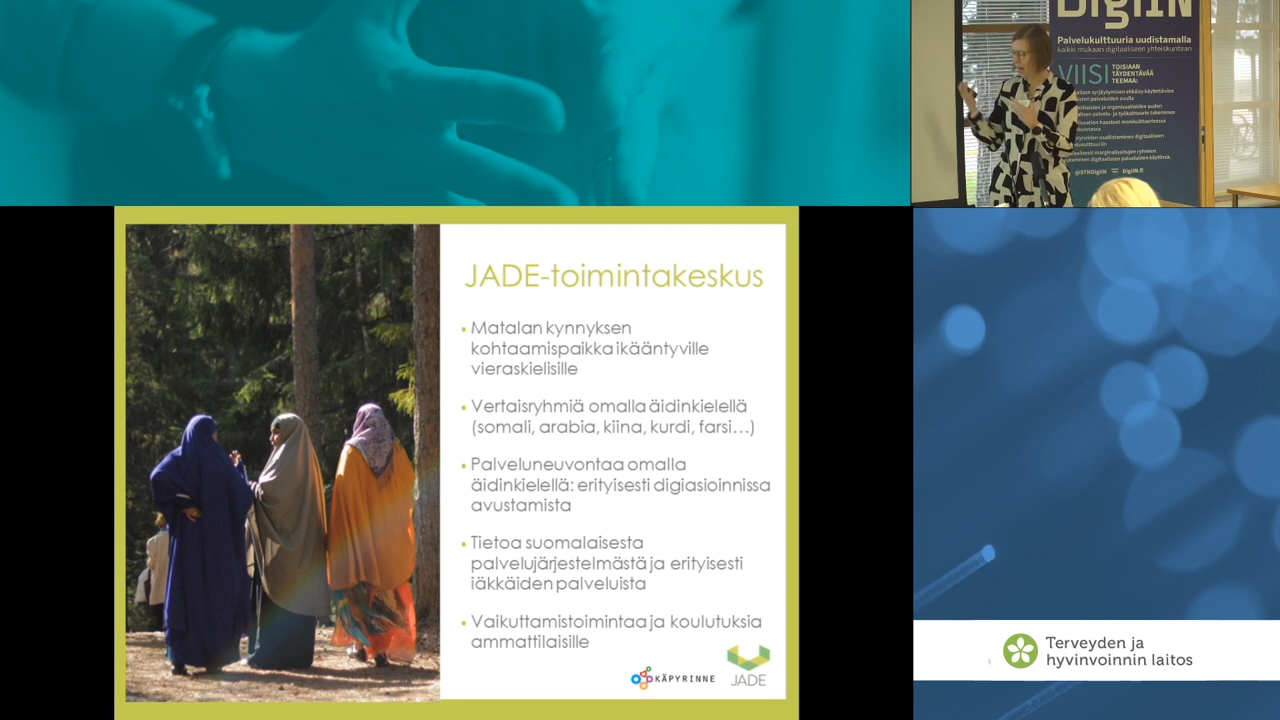 DigiIN
Palvelukulttuuria uudistamalla
kaikki mukaan digitaaliseen yhteiskuntaan
VIISI
TOISIAAN
TÄYDENTÄVÄÄ
TEEMAA:
@STNDigiIN
DigiIN.fi
JADE-toimintakeskus
• Matalan kynnyksen
kohtaamispaikka ikääntyville
vieraskielisille
• Vertaisryhmiä omalla äidinkielellä
(somali, arabia, kiina, kurdi, farsi...)
• Palveluneuvontaa omalla
äidinkielellä: erityisesti digiasioinnissa
avustamista
• Tietoa suomalaisesta
palvelujärjestelmästä ja erityisesti
iäkkäiden palveluista
• Vaikuttamistoimintaa ja koulutuksia
ammattilaisille
KÄPYRINNE
JADE
Terveyden ja
hyvinvoinnin laitos